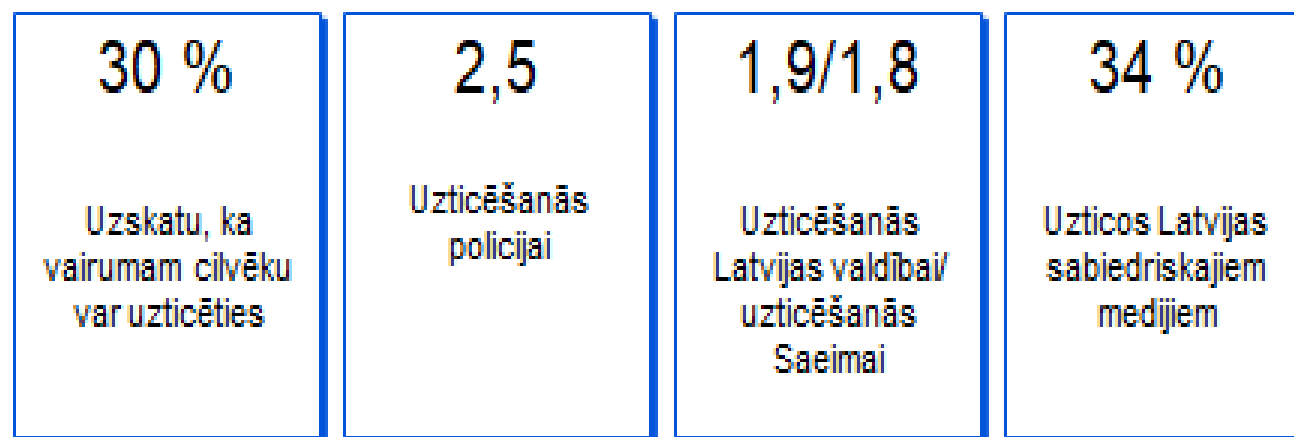 30 %
Uzskatu, ka
vairumam cilvēku
var uzticēties
2,5
Uzticēšanās
policijai
1,9/1,8
Uzticēšanās
Latvijas valdībai/
uzticēšanās
Saeimai
34 %
Uzticos Latvijas
sabiedriskajiem
medijiem